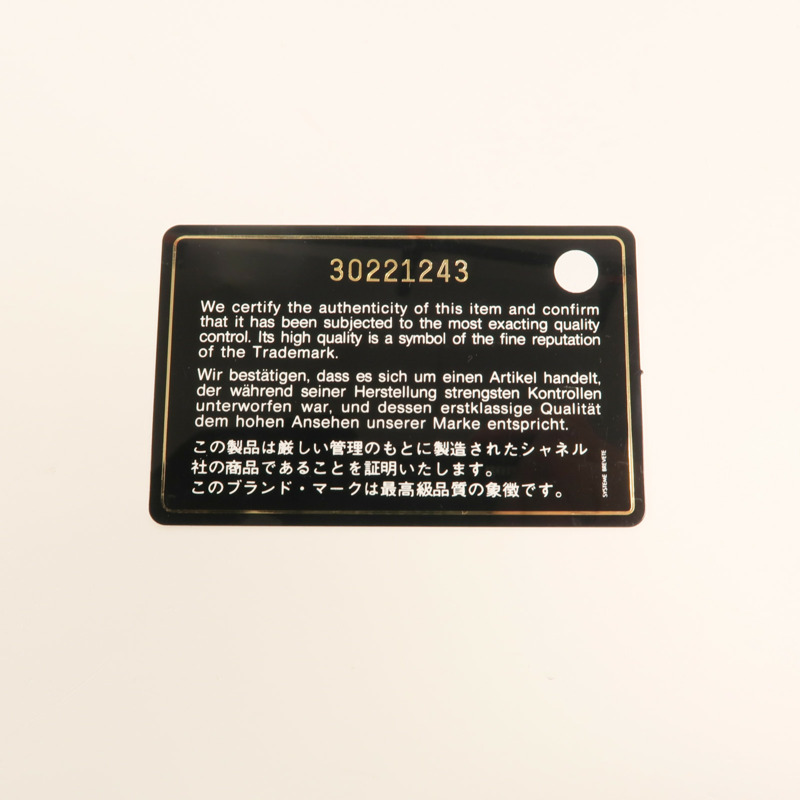 30221243
We certify the authenticity of this item and confirm
that it has been subjected to the most exacting quality
control. Its high quality is a symbol of the fine reputation
of the Trademark.
Wir bestätigen, dass es sich um einen Artikel handelt,
der während seiner Herstellung strengsten Kontrollen
unterworfen war, und dessen erstklassige Qualität
dem hohen Ansehen unserer Marke entspricht.
この製品は厳しい管理のもとに製造されたシャネル
社の商品であることを証明いたします。
このブランド・マークは最高級品質の象徴です。
SYSTEME BREVETE